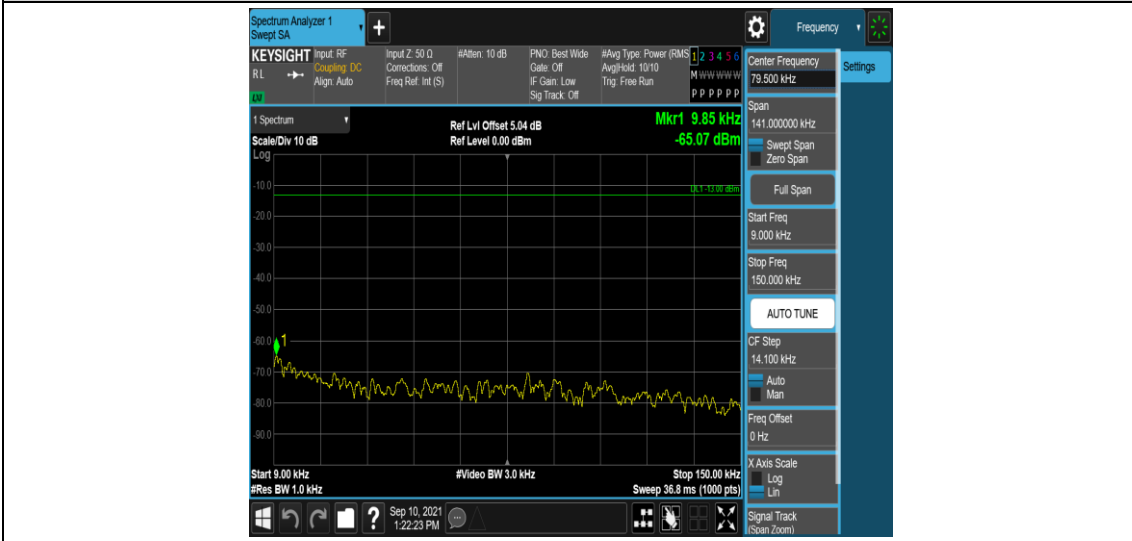 Spectrum Analyzer 1
Swept SA
+
Frequency
KEYSIGHT Input: RF Input Z: 50 Ω #Atten: 10 dB PNO: Best Wide #Avg Type: Power (RMS 1 2 3 4 5 6
R L Coupling: DC Corrections: Off Gate: Off Avg|Hold: 10/10 M W W W W W
Align: Auto Freq Ref: Int (S) IF Gain: Low Trig: Free Run
Sig Track: Off P P P P P P
1 Spectrum
Scale/Div 10 dB
Ref Lvl Offset 5.04 dB
Ref Level 0.00 dBm
Mkr1 9.85 kHz
-65.07 dBm
Log
-10.0
DL1 -13.00 dBm
-20.0
-30.0
-40.0
-50.0
-60.0
1
-70.0
-80.0
-90.0
Start 9.00 kHz #Video BW 3.0 kHz Stop 150.00 kHz
#Res BW 1.0 kHz Sweep 36.8 ms (1000 pts)
Center Frequency
79.500 kHz
Settings
Span
141.000000 kHz
Swept Span
Zero Span
Full Span
Start Freq
9.000 kHz
Stop Freq
150.000 kHz
AUTO TUNE
CF Step
14.100 kHz
Auto
Man
Freq Offset
0 Hz
X Axis Scale
Log
Lin
Signal Track
(Span Zoom)
?
Sep 10, 2021
1:22:23 PM